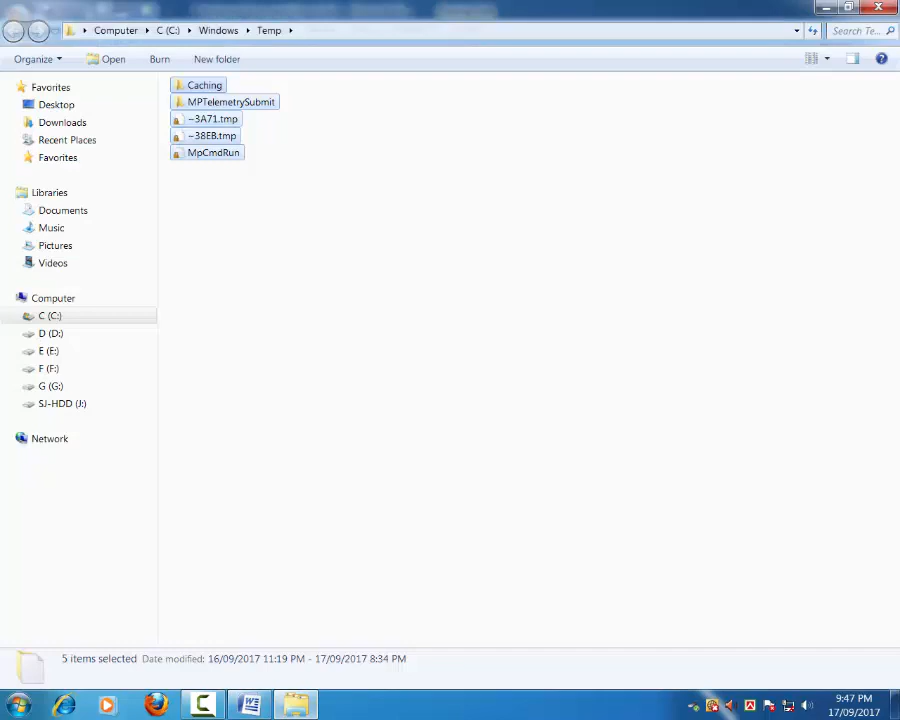 Computer C (C:) Windows Temp Search Te...
Organize Open Burn New folder
Favorites
Desktop
Downloads
Recent Places
Favorites
Libraries
Documents
Music
Pictures
Videos
Computer
C (C:)
D (D:)
E (E:)
F (F:)
G (G:)
SJ-HDD (J:)
Network
Caching
MPTelemetrySubmit
~3A71.tmp
~38EB.tmp
MpCmdRun
5 items selected Date modified: 16/09/2017 11:19 PM - 17/09/2017 8:34 PM
9:47 PM
17/09/2017